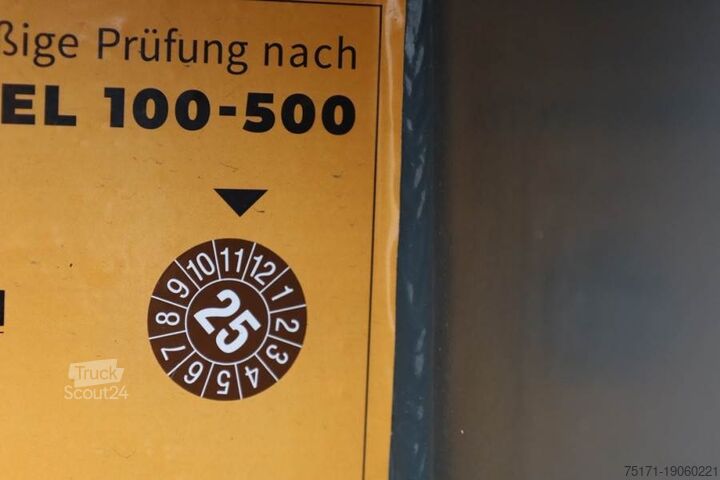 ßige Prüfung nach
EL 100-500
10 11 12
9 1
8 25 2
7 3
6 5 4
Truck
Scout24
75171-19060221